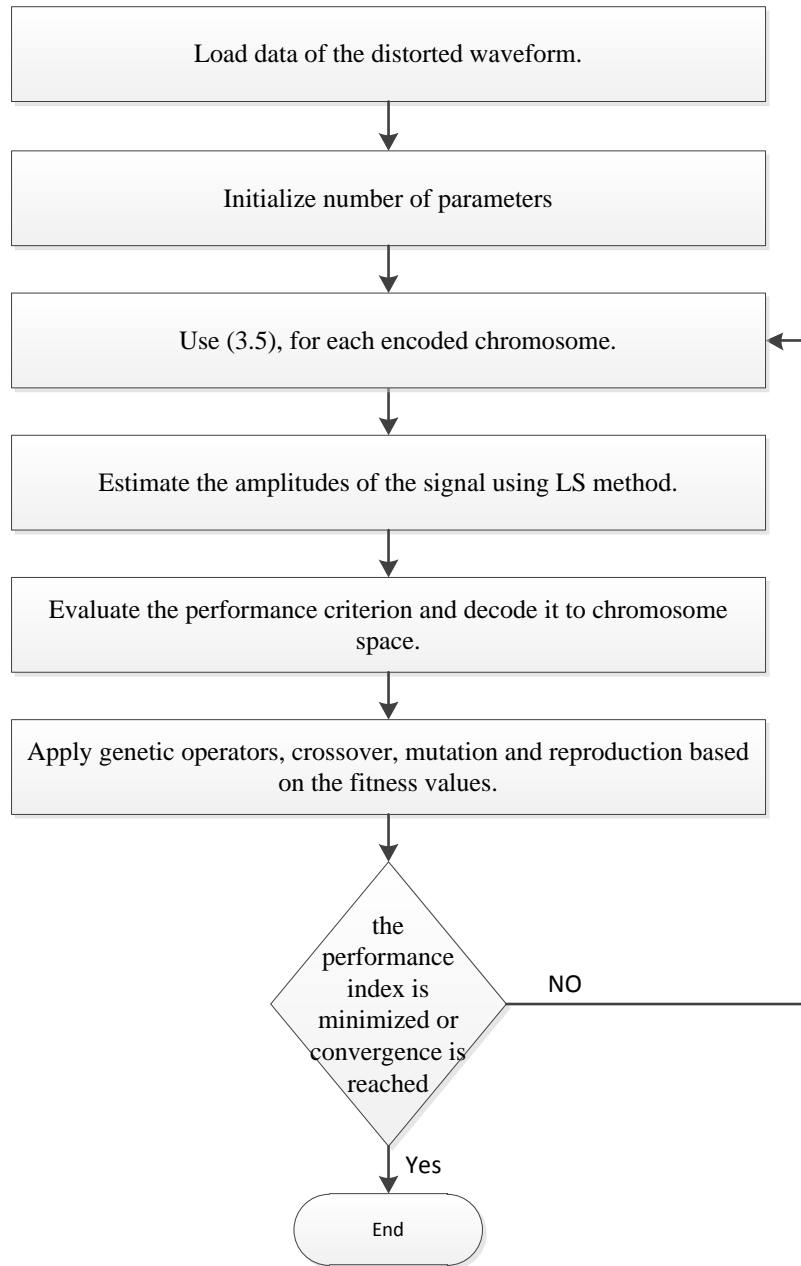 Load data of the distorted waveform.
Initialize number of parameters
Use (3.5), for each encoded chromosome.
Estimate the amplitudes of the signal using LS method.
Evaluate the performance criterion and decode it to chromosome
space.
Apply genetic operators, crossover, mutation and reproduction based
on the fitness values.
the
performance
index is
minimized or
convergence is
reached
NO
Yes
End